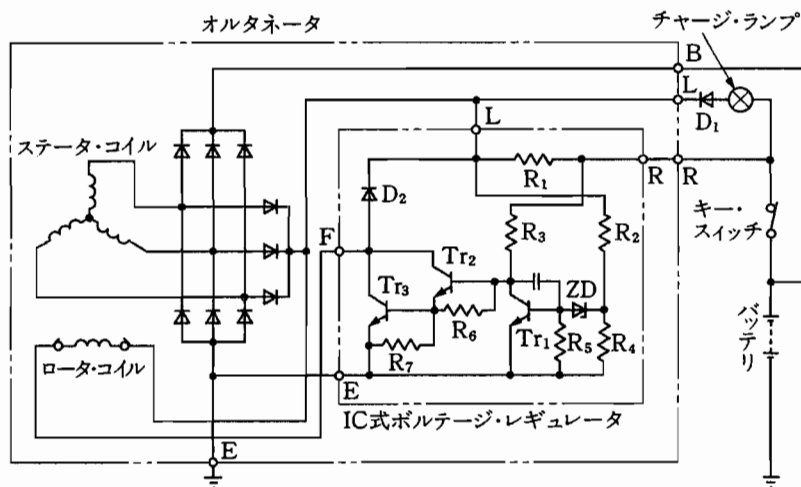 オルタネータ
チャージ・ランプ
B
L
D₁
ステータ・コイル
L
R₁
R
R
D₂
R₃
R₂
キー・
スイッチ
F
Tr₂
Tr₃
ZD
R₆
Tr₁
R₅
R₄
R₇
バッテリ
ロータ・コイル
E
IC式ボルテージ・レギュレータ
E